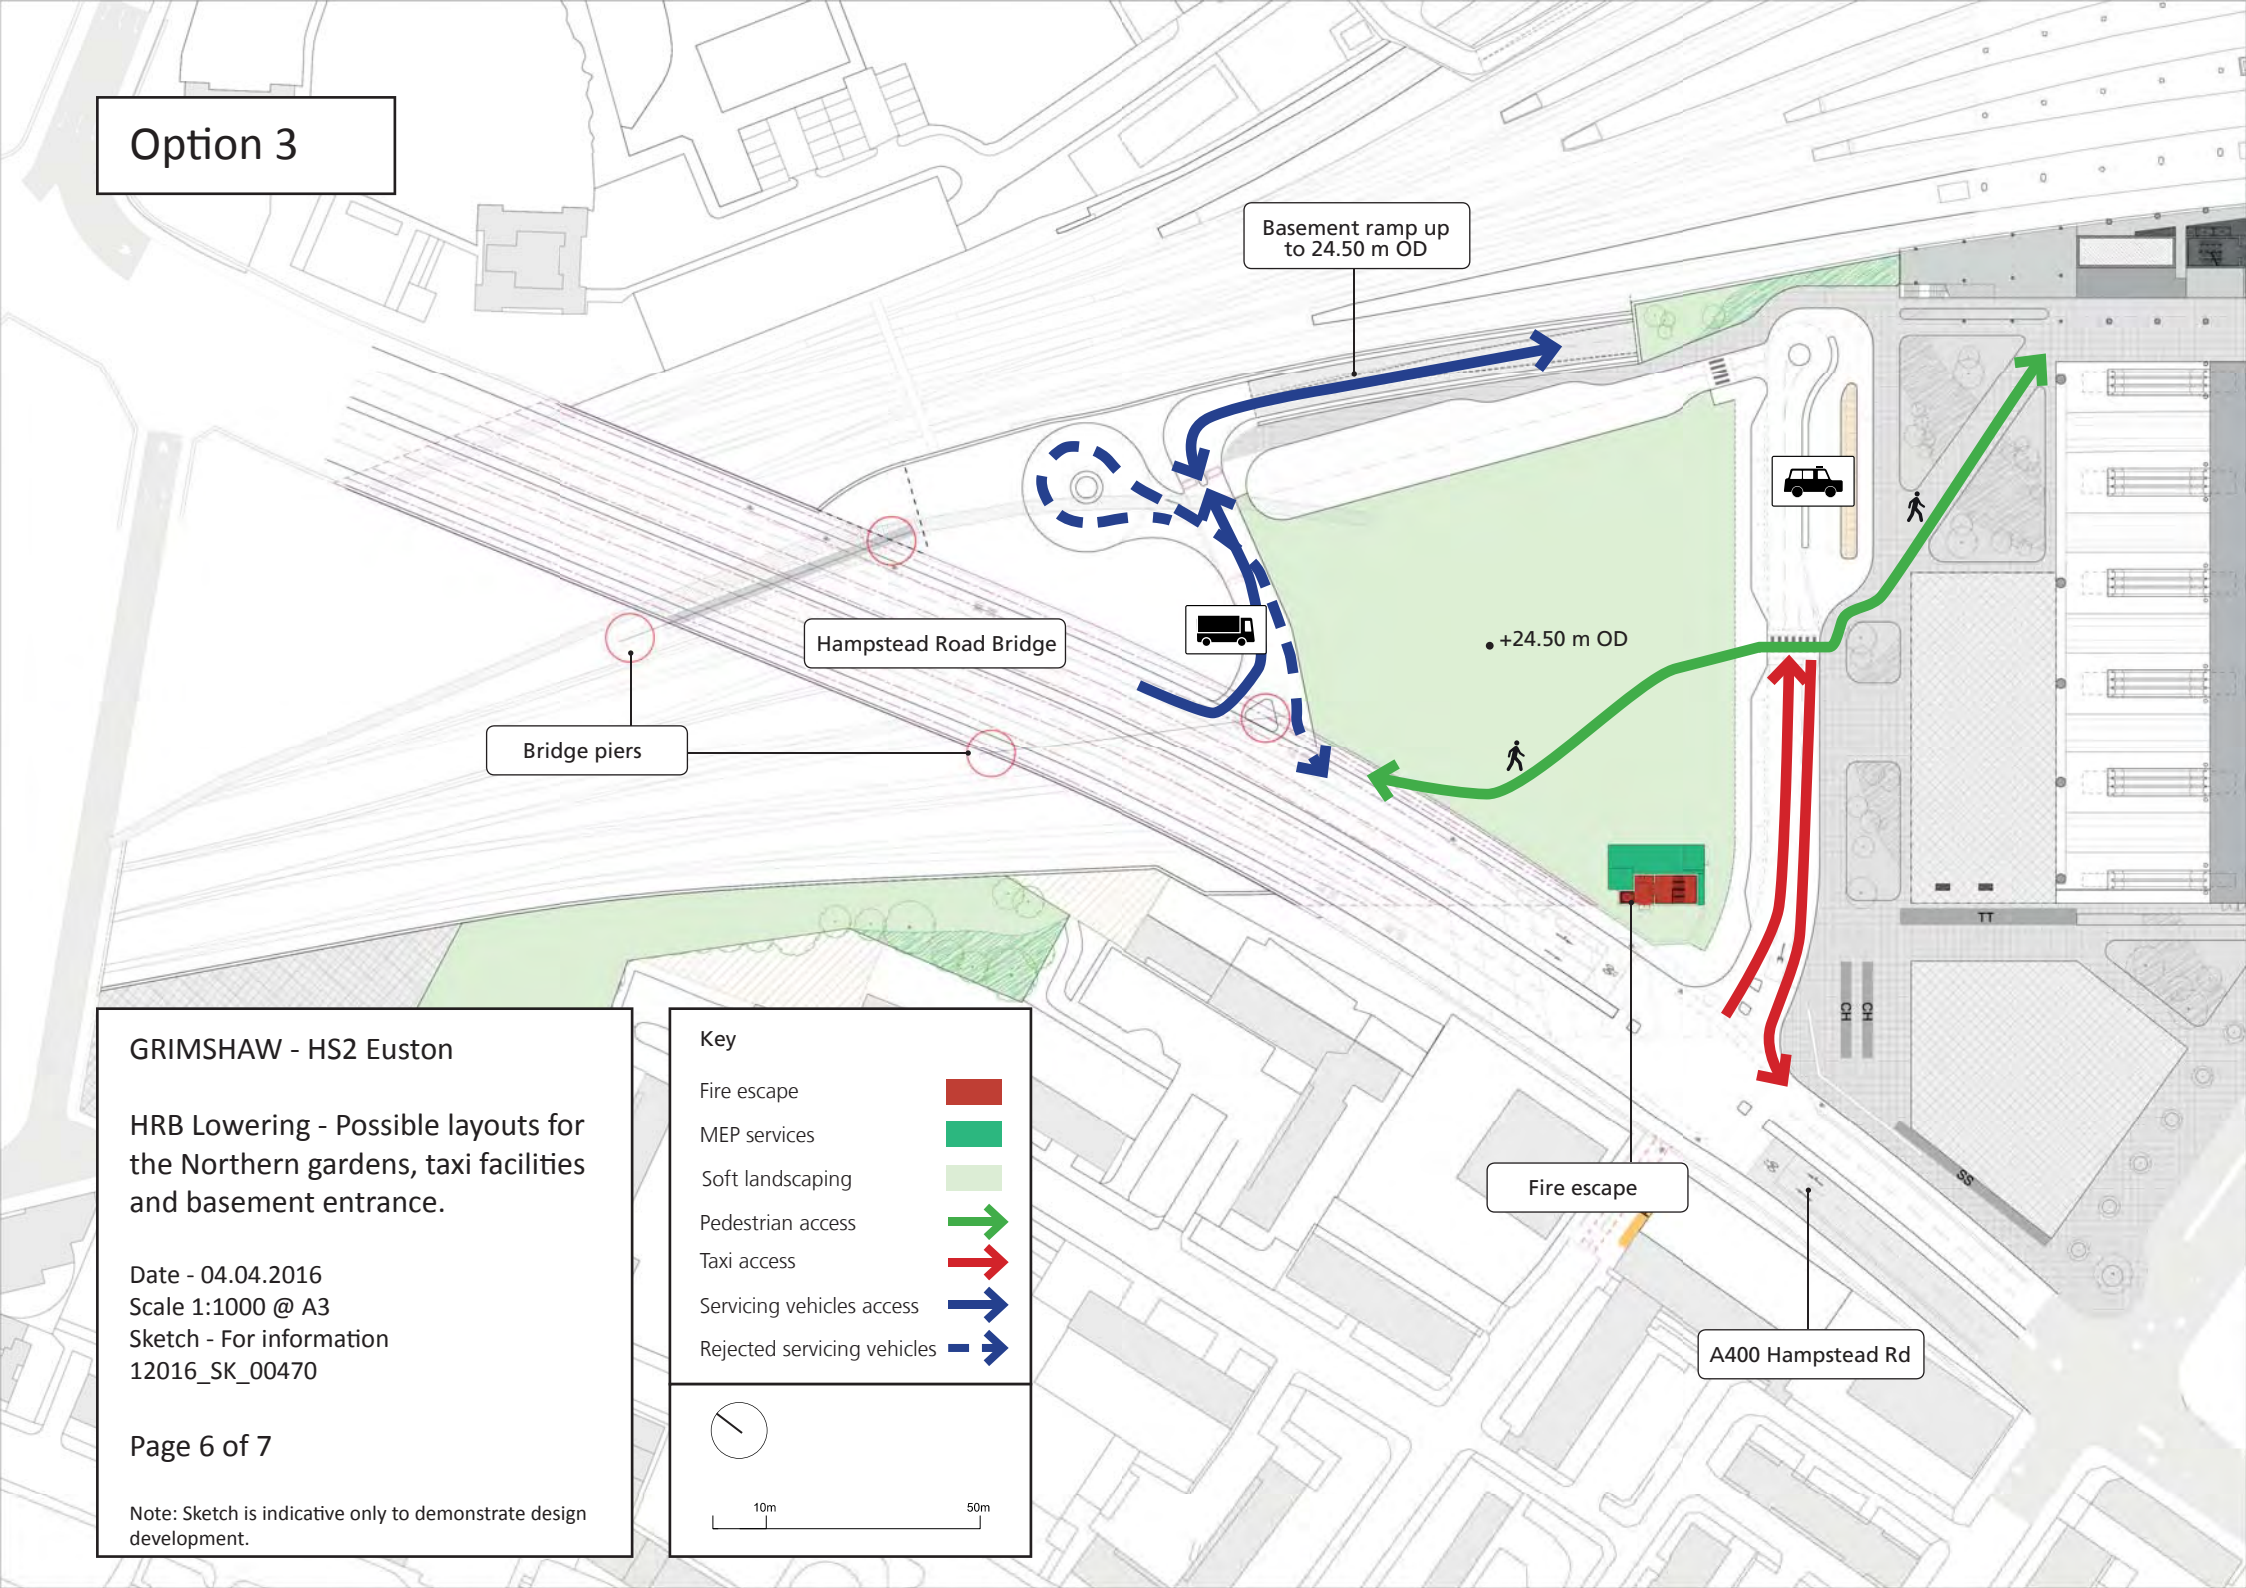 Option 3
Basement ramp up
to 24.50 m OD
Hampstead Road Bridge
+24.50 m OD
Bridge piers
TT
CH
CH
SS
Fire escape
A400 Hampstead Rd
GRIMSHAW - HS2 Euston
HRB Lowering - Possible layouts for
the Northern gardens, taxi facilities
and basement entrance.
Date - 04.04.2016
Scale 1:1000 @ A3
Sketch - For information
12016_SK_00470
Page 6 of 7
Note: Sketch is indicative only to demonstrate design
development.
Key
Fire escape
MEP services
Soft landscaping
Pedestrian access
Taxi access
Servicing vehicles access
Rejected servicing vehicles
10m
50m